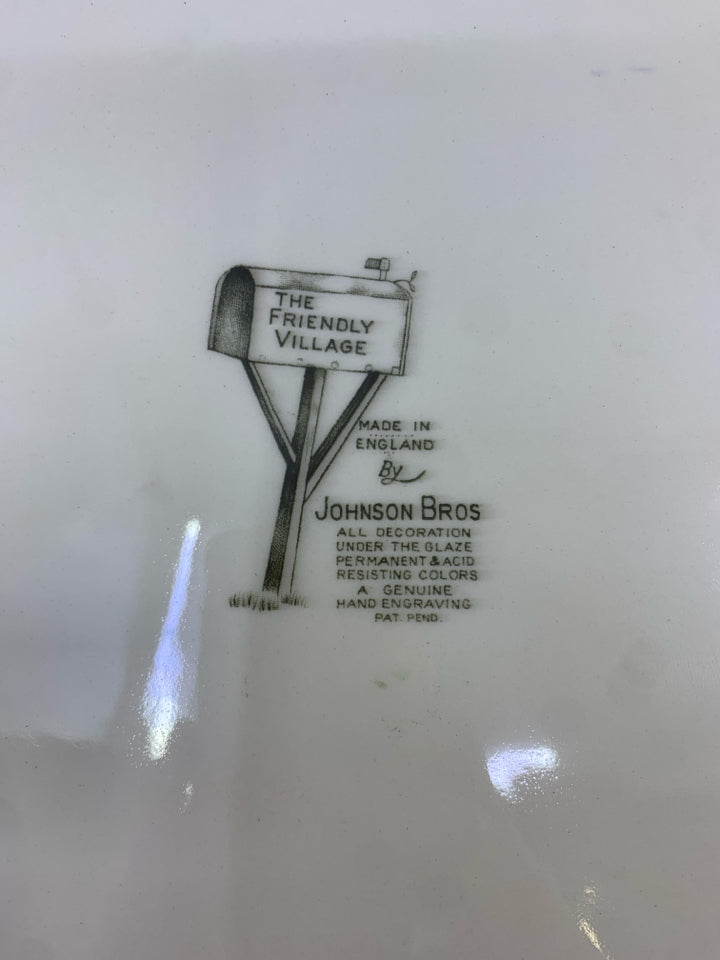 THE
FRIENDLY
VILLAGE
MADE IN
ENGLAND
By
JOHNSON BROS
ALL DECORATION
UNDER THE GLAZE
PERMANENT & ACID
RESISTING COLORS
A GENUINE
HAND ENGRAVING
PAT. PEND.